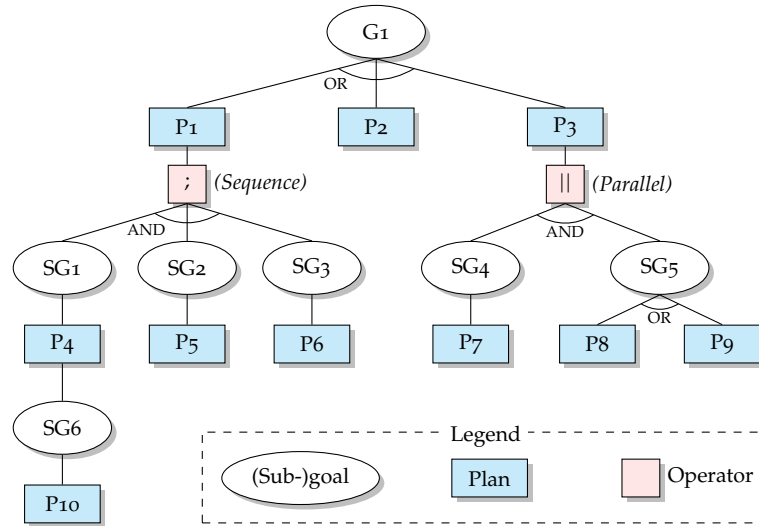 G1
OR
P1 P2 P3
; (Sequence) || (Parallel)
AND AND
SG1 SG2 SG3 SG4 SG5
OR
P4 P5 P6 P7 P8 P9
SG6
Legend
(Sub-)goal Plan Operator
P10